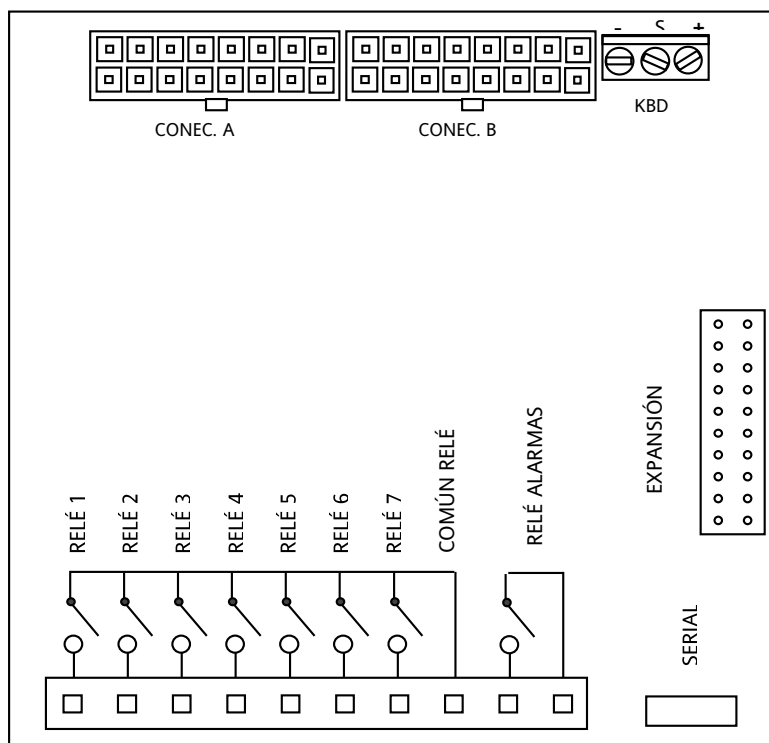 - S +
CONEC. A
CONEC. B
KBD
EXPANSIÓN
RELÉ 1
RELÉ 2
RELÉ 3
RELÉ 4
RELÉ 5
RELÉ 6
RELÉ 7
COMÚN RELÉ
RELÉ ALARMAS
SERIAL